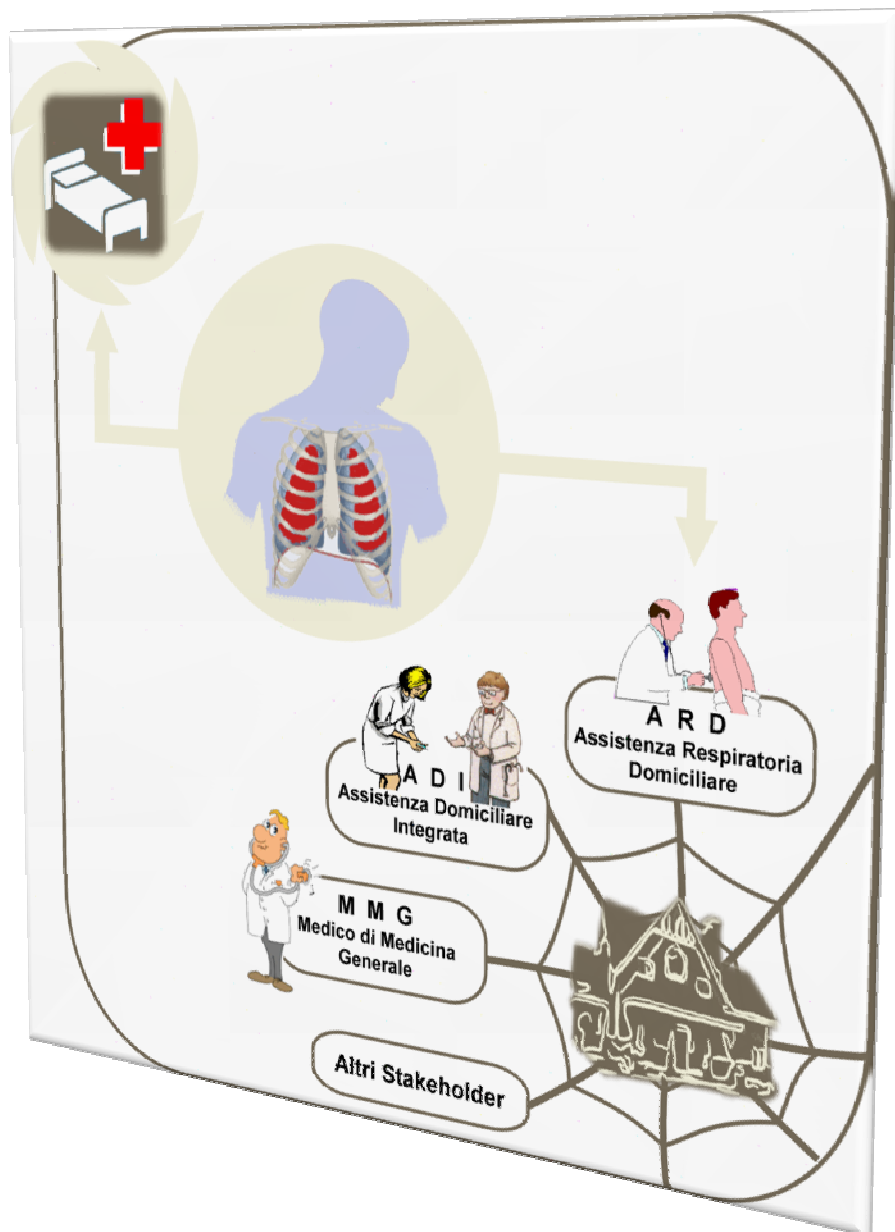 A R D
Assistenza Respiratoria
Domiciliare
A D I
Assistenza Domiciliare
Integrata
M M G
Medico di Medicina
Generale
Altri Stakeholder